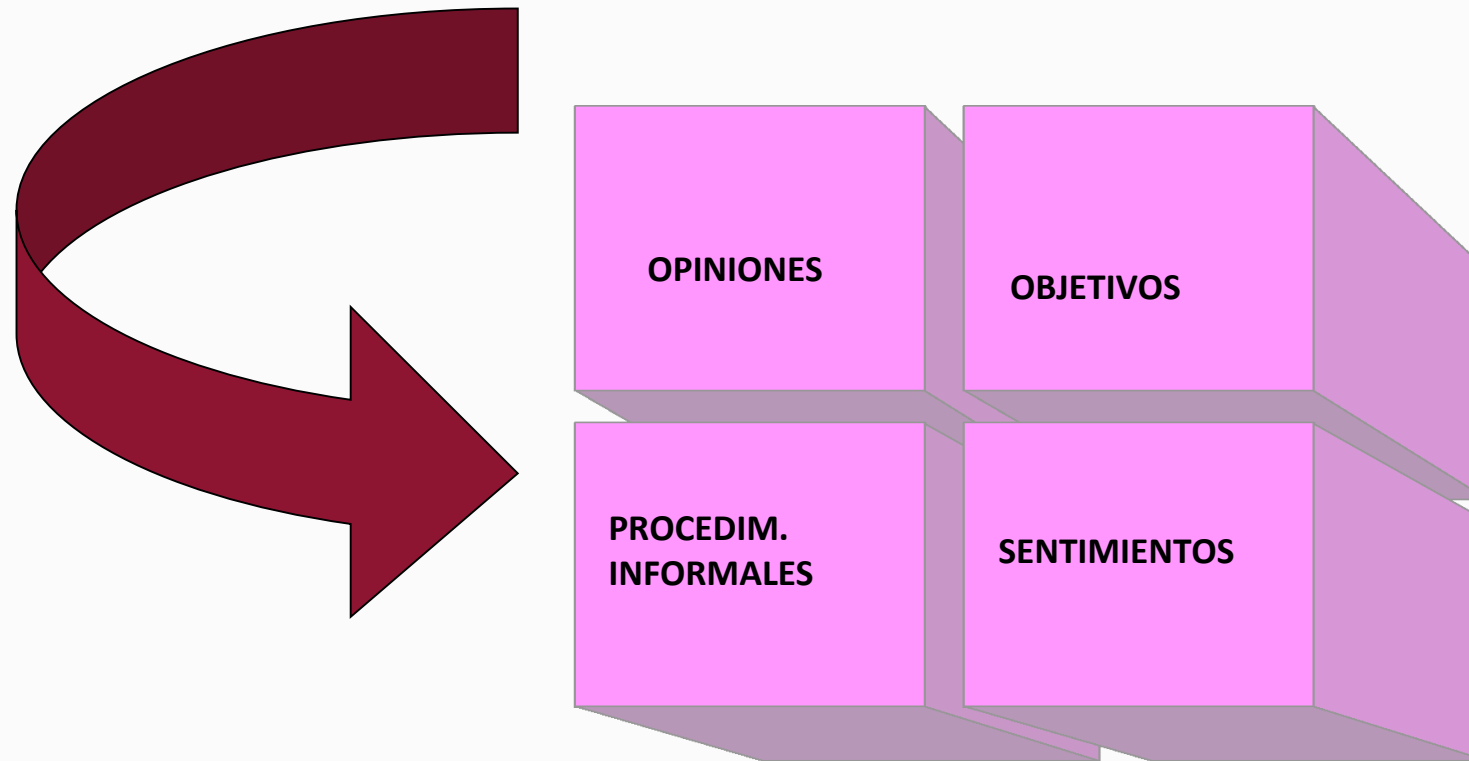 OPINIONES
OBJETIVOS
PROCEDIM.
INFORMALES
SENTIMIENTOS